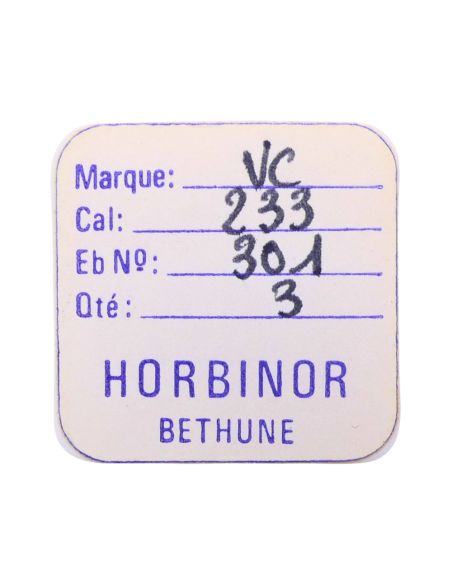 Marque: VC
Cal: 233
Eb Nº: 301
Qté: 3
HORBINOR
BETHUNE